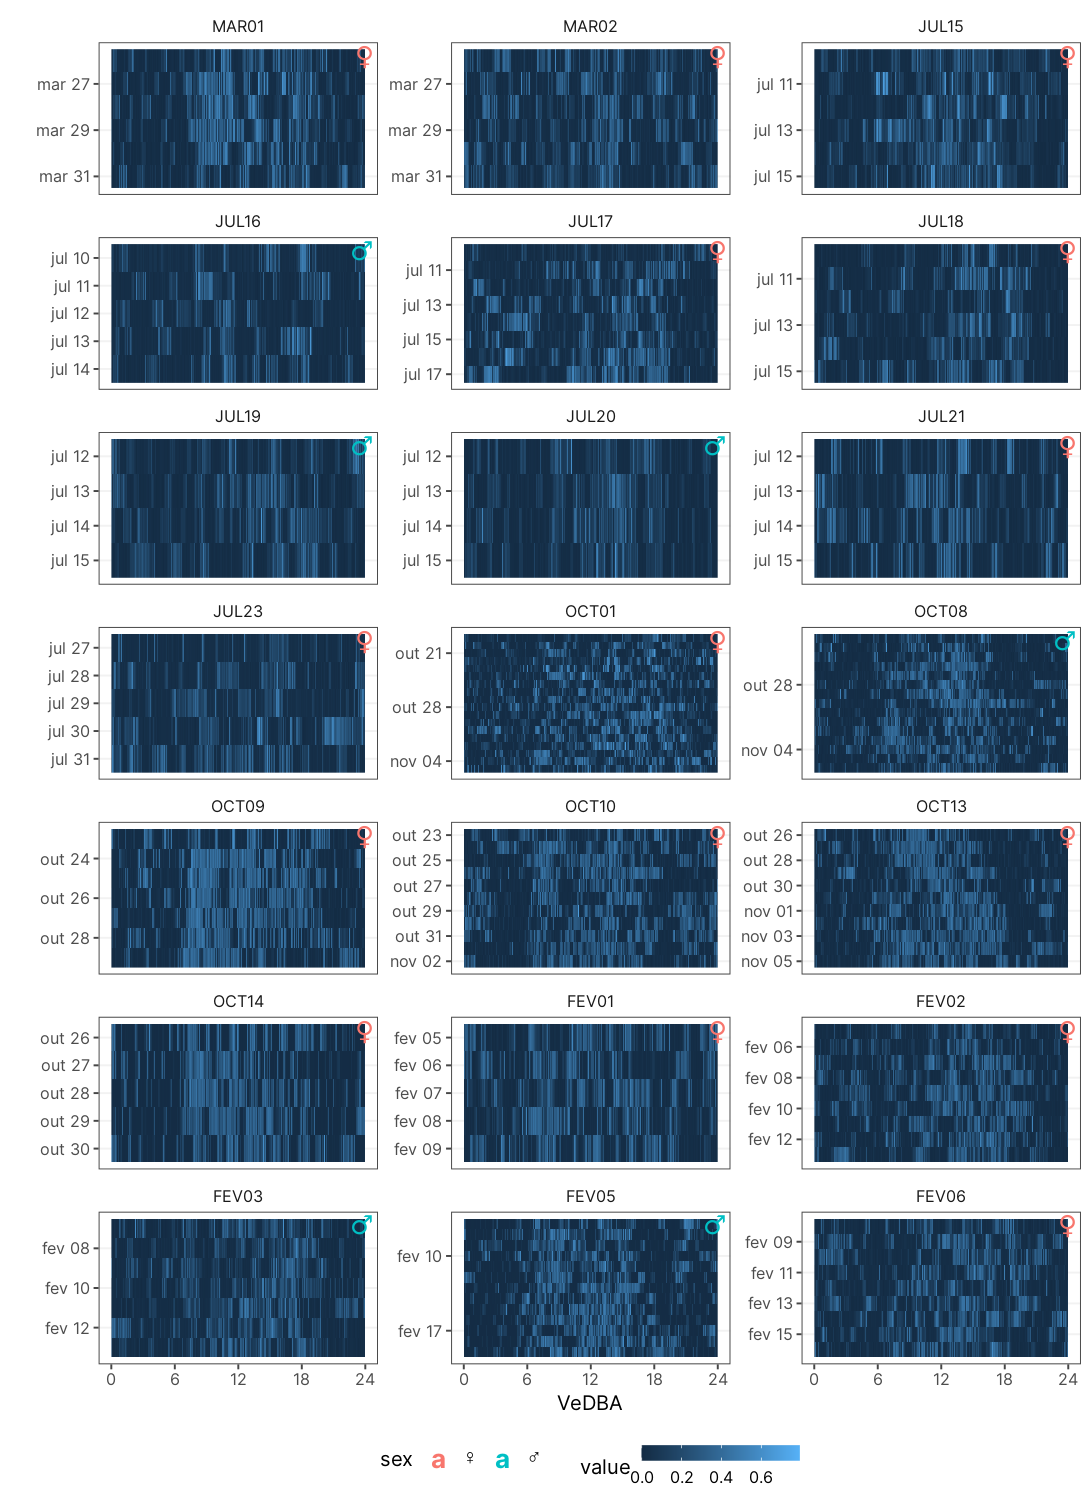 MAR01 MAR02 JUL15
mar 27 mar 27 jul 11
mar 29 mar 29 jul 13
mar 31 mar 31 jul 15
♀ ♀ ♀
JUL16 JUL17 JUL18
♂ ♀ ♀
jul 10
jul 11
jul 12
jul 13
jul 14
jul 11
jul 13
jul 15
jul 17
jul 11
jul 13
jul 15
JUL19 JUL20 JUL21
♂ ♂ ♀
jul 12 jul 12 jul 12
jul 13 jul 13 jul 13
jul 14 jul 14 jul 14
jul 15 jul 15 jul 15
JUL23 OCT01 OCT08
♀ ♀ ♂
jul 27
jul 28
jul 29
jul 30
jul 31
out 21
out 28
nov 04
out 28
nov 04
OCT09 OCT10 OCT13
♀ ♀ ♀
out 24
out 26
out 28
out 23
out 25
out 27
out 29
out 31
nov 02
out 26
out 28
out 30
nov 01
nov 03
nov 05
OCT14 FEV01 FEV02
♀ ♀ ♀
out 26
out 27
out 28
out 29
out 30
fev 05
fev 06
fev 07
fev 08
fev 09
fev 06
fev 08
fev 10
fev 12
FEV03 FEV05 FEV06
♂ ♂ ♀
fev 08
fev 10
fev 12
fev 10
fev 17
fev 09
fev 11
fev 13
fev 15
0 6 12 18 24 0 6 12 18 24 0 6 12 18 24
VeDBA
sex a ♀ a ♂ value
0.0 0.2 0.4 0.6